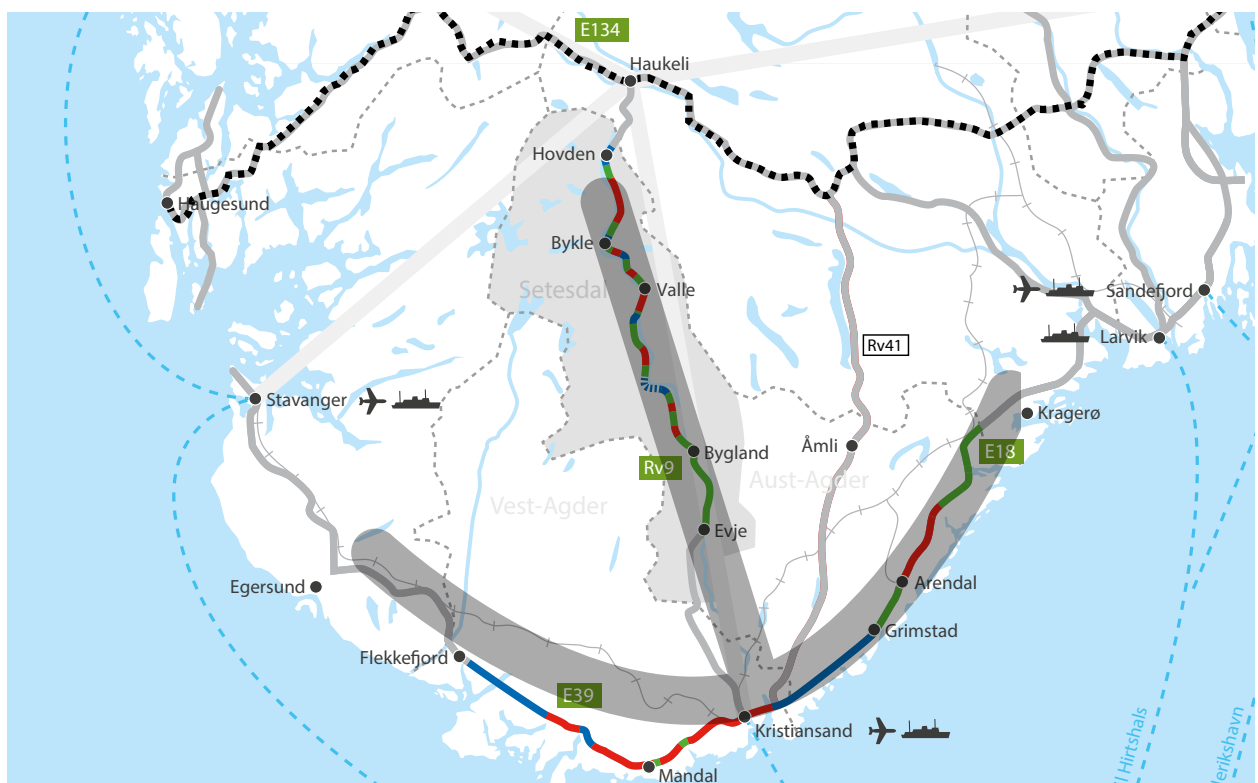 E134
Haukeli
Hovden
Haugesund
Bykle
Setesdal
Valle
Sandefjord
Larvik
Rv41
Stavanger
Kragerø
Åmli
E18
Bygland
Rv9
Aust-Agder
Vest-Agder
Evje
Egersund
Arendal
Grimstad
Flekkefjord
E39
Kristiansand
Mandal
Hirtshals